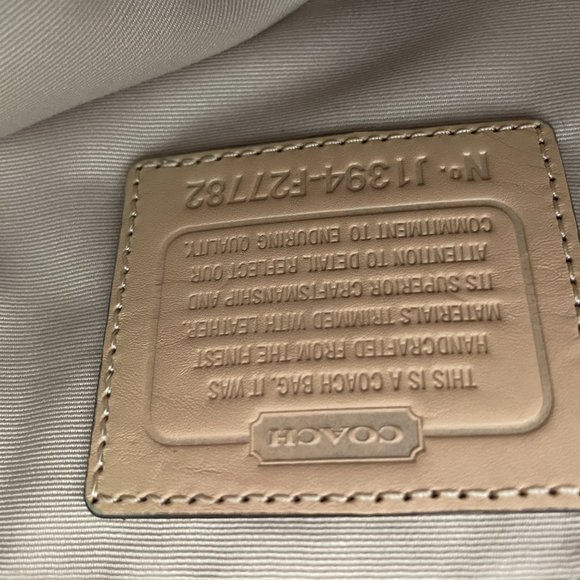 COACH
THIS IS A COACH BAG. IT WAS
HANDCRAFTED FROM THE FINEST
MATERIALS TRIMMED WITH LEATHER.
ITS SUPERIOR CRAFTSMANSHIP AND
ATTENTION TO DETAIL REFLECT OUR
COMMITMENT TO ENDURING QUALITY.
Nº. J1394-F27782